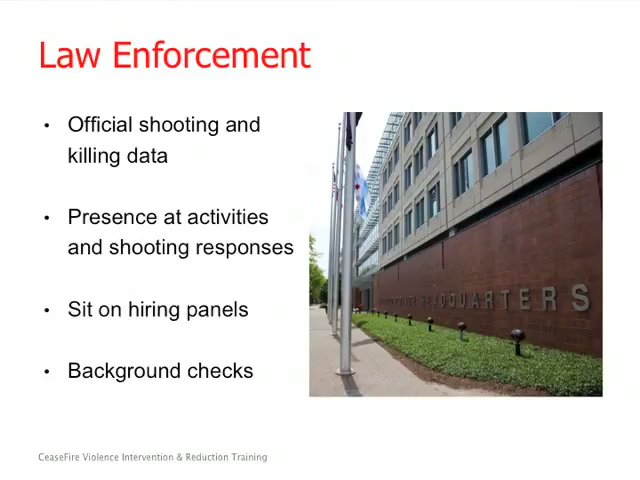 Law Enforcement
• Official shooting and
killing data
• Presence at activities
and shooting responses
• Sit on hiring panels
• Background checks
HEADQUARTERS
CeaseFire Violence Intervention & Reduction Training